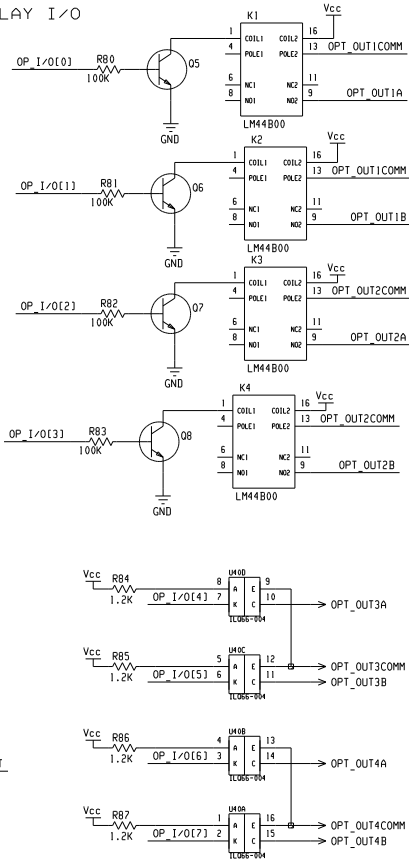 LAY I/O
K1
Vcc
1 COIL1 COIL2 16
4 POLE1 POLE2 13 OPT_OUT1COMM
OP_I/O[0] R80
100K
Q5
6 NC1 NC2 11
8 NO1 NO2 9 OPT_OUT1A
LM44B00
GND
K2
Vcc
1 COIL1 COIL2 16
4 POLE1 POLE2 13 OPT_OUT1COMM
OP_I/O[1] R81
100K
Q6
6 NC1 NC2 11
8 NO1 NO2 9 OPT_OUT1B
LM44B00
GND
K3
Vcc
1 COIL1 COIL2 16
4 POLE1 POLE2 13 OPT_OUT2COMM
OP_I/O[2] R82
100K
Q7
6 NC1 NC2 11
8 NO1 NO2 9 OPT_OUT2A
LM44B00
GND
K4
Vcc
1 COIL1 COIL2 16
4 POLE1 POLE2 13 OPT_OUT2COMM
OP_I/O[3] R83
100K
Q8
6 NC1 NC2 11
8 NO1 NO2 9 OPT_OUT2B
LM44B00
GND
U40D
Vcc R84 8 A E 9
1.2K OP_I/O[4] 7 K C 10 OPT_OUT3A
ILQ66-004
U40C
Vcc R85 5 A E 12 OPT_OUT3COMM
1.2K OP_I/O[5] 6 K C 11 OPT_OUT3B
ILQ66-004
U40B
Vcc R86 4 A E 13
1.2K OP_I/O[6] 3 K C 14 OPT_OUT4A
ILQ66-004
U40A
Vcc R87 1 A E 16 OPT_OUT4COMM
1.2K OP_I/O[7] 2 K C 15 OPT_OUT4B
ILQ66-004